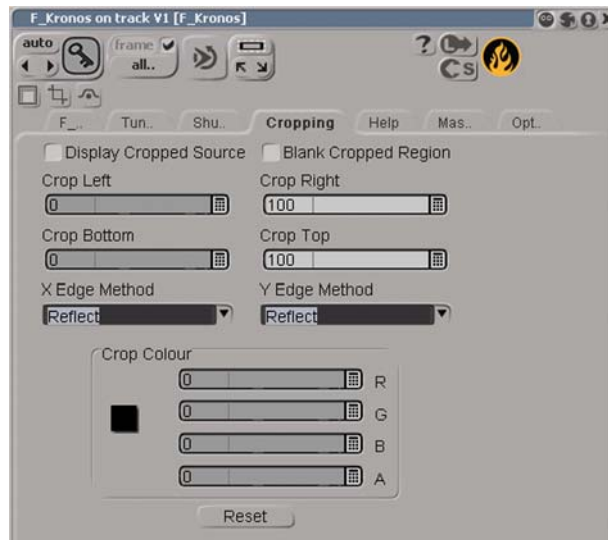 F_Kronos on track V1 [F_Kronos]
auto frame all..
? L C S
F_.. Tun.. Shu.. Cropping Help Mas.. Opt..
Display Cropped Source Blank Cropped Region
Crop Left Crop Right
0 100
Crop Bottom Crop Top
0 100
X Edge Method Y Edge Method
Reflect Reflect
Crop Colour
0 R
0 G
0 B
0 A
Reset